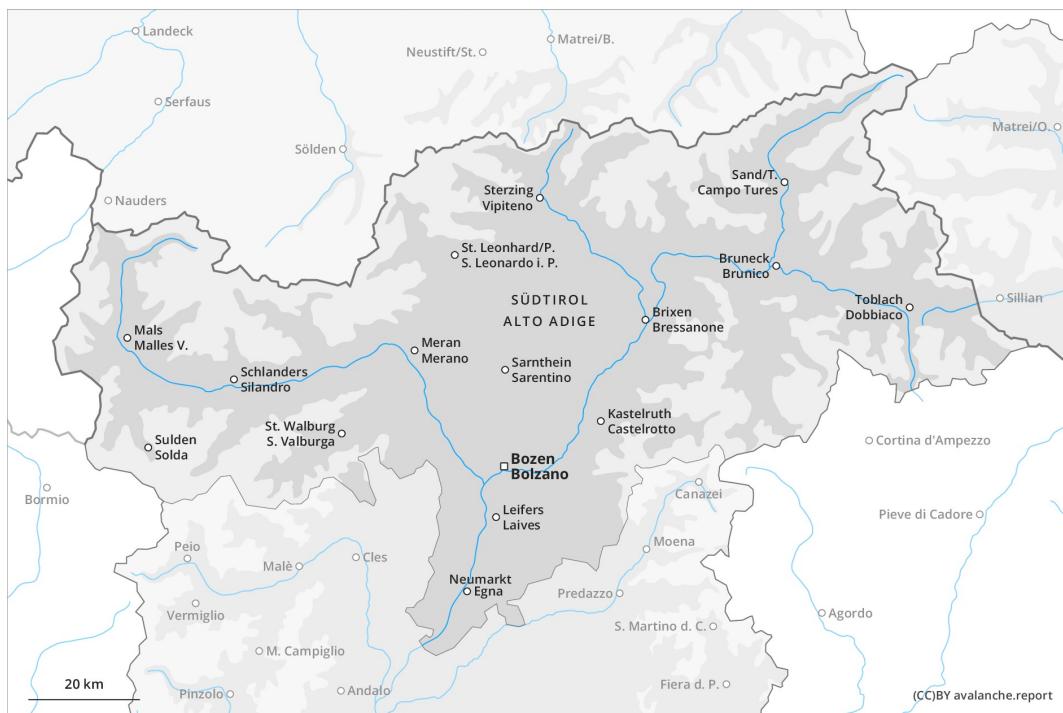 Landeck
Matrei/B.
Neustift/St.
Serfaus
Matrei/O.
Sölden
Sand/T.
Campo Tures
Nauders
Sterzing
Vipiteno
St. Leonhard/P.
S. Leonardo i. P.
Bruneck
Brunico
SÜDTIROL
ALTO ADIGE
Toblach
Dobbiaco
Sillian
Brixen
Bressanone
Mals
Malles V.
Meran
Merano
Sarnthein
Sarentino
Schlanders
Silandro
Kastelruth
Castelrotto
St. Walburg
S. Valburga
Sulden
Solda
Cortina d'Ampezzo
Bozen
Bolzano
Bormio
Canazei
Leifers
Laives
Pieve di Cadore
Peio
Moena
Cles
Malè
Neumarkt
Egna
Predazzo
Vermiglio
Agordo
S. Martino d. C.
M. Campiglio
20 km
Pinzolo
Andalo
Fiera d. P.
(CC)BY avalanche.report